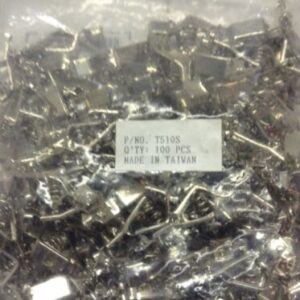 P/NO. T510S
Q'TY: 100 PCS
MADE IN TAIWAN